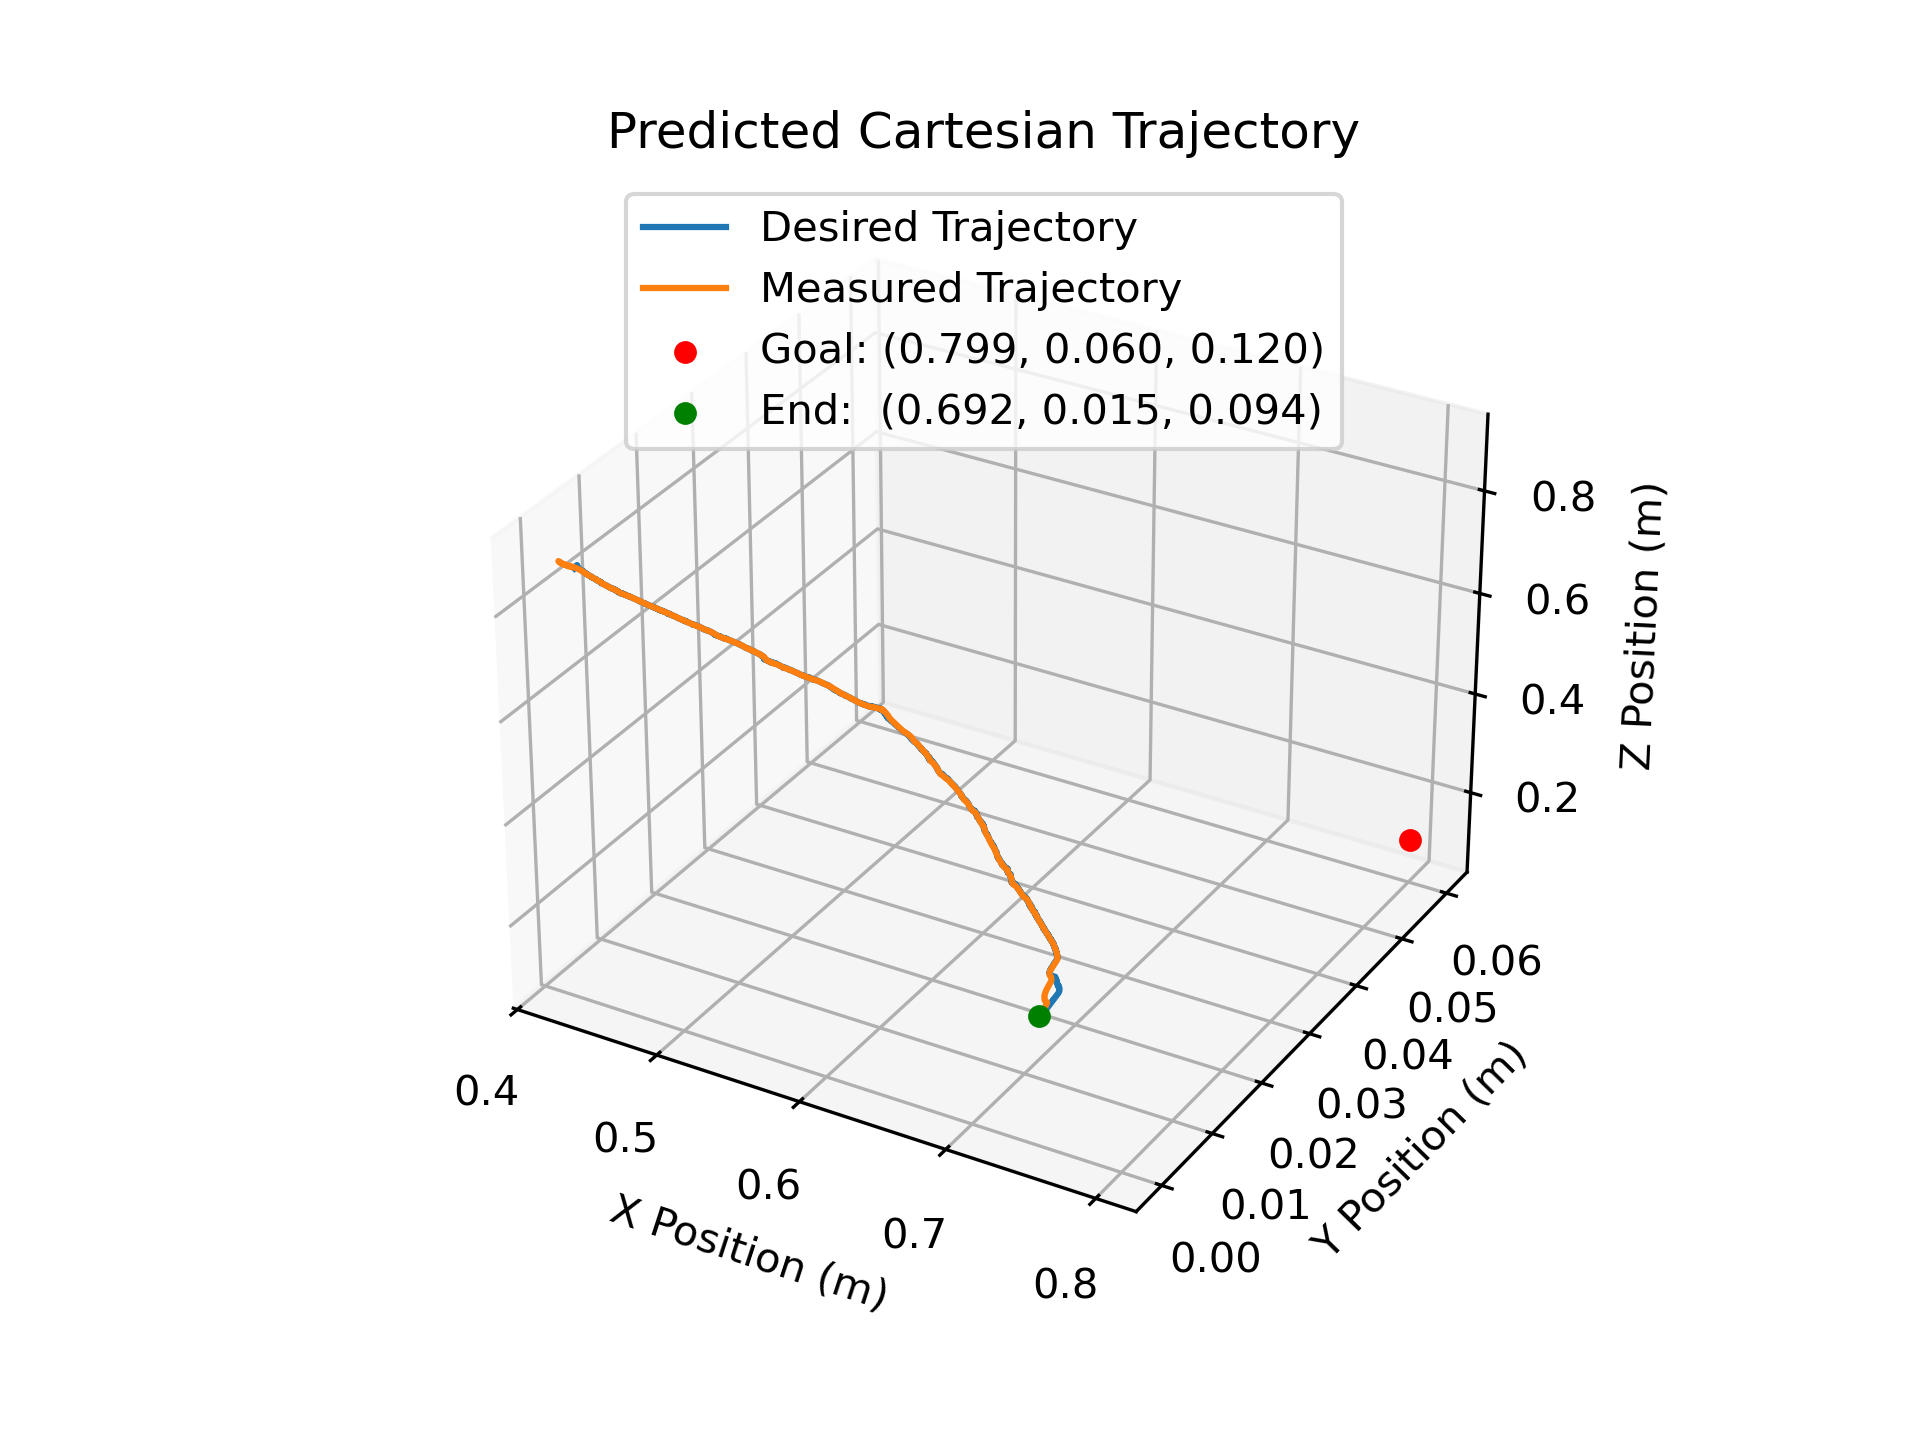 Predicted Cartesian Trajectory
Desired Trajectory
Measured Trajectory
Goal: (0.799, 0.060, 0.120)
End:  (0.692, 0.015, 0.094)
0.8
0.6
0.4
0.2
Z Position (m)
0.06
0.05
0.04
0.03
0.02
0.01
0.00
Y Position (m)
0.4
0.5
0.6
0.7
0.8
X Position (m)